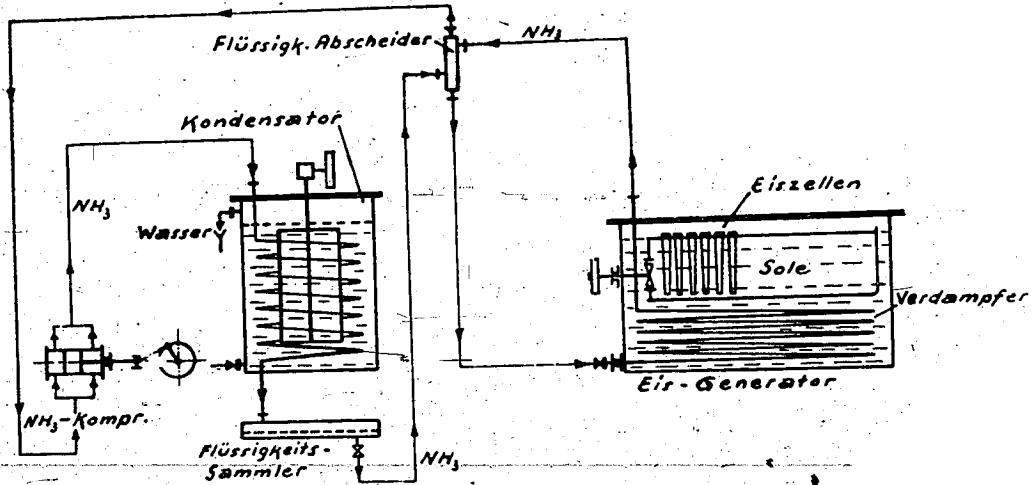 Flüssigk. Abscheider
NH₃
Kondensator
NH₃
Wasser
Eiszellen
Sole
Verdampfer
Eis-Generator
NH₃-Kompr.
Flüssigkeits-
Sammler
NH₃